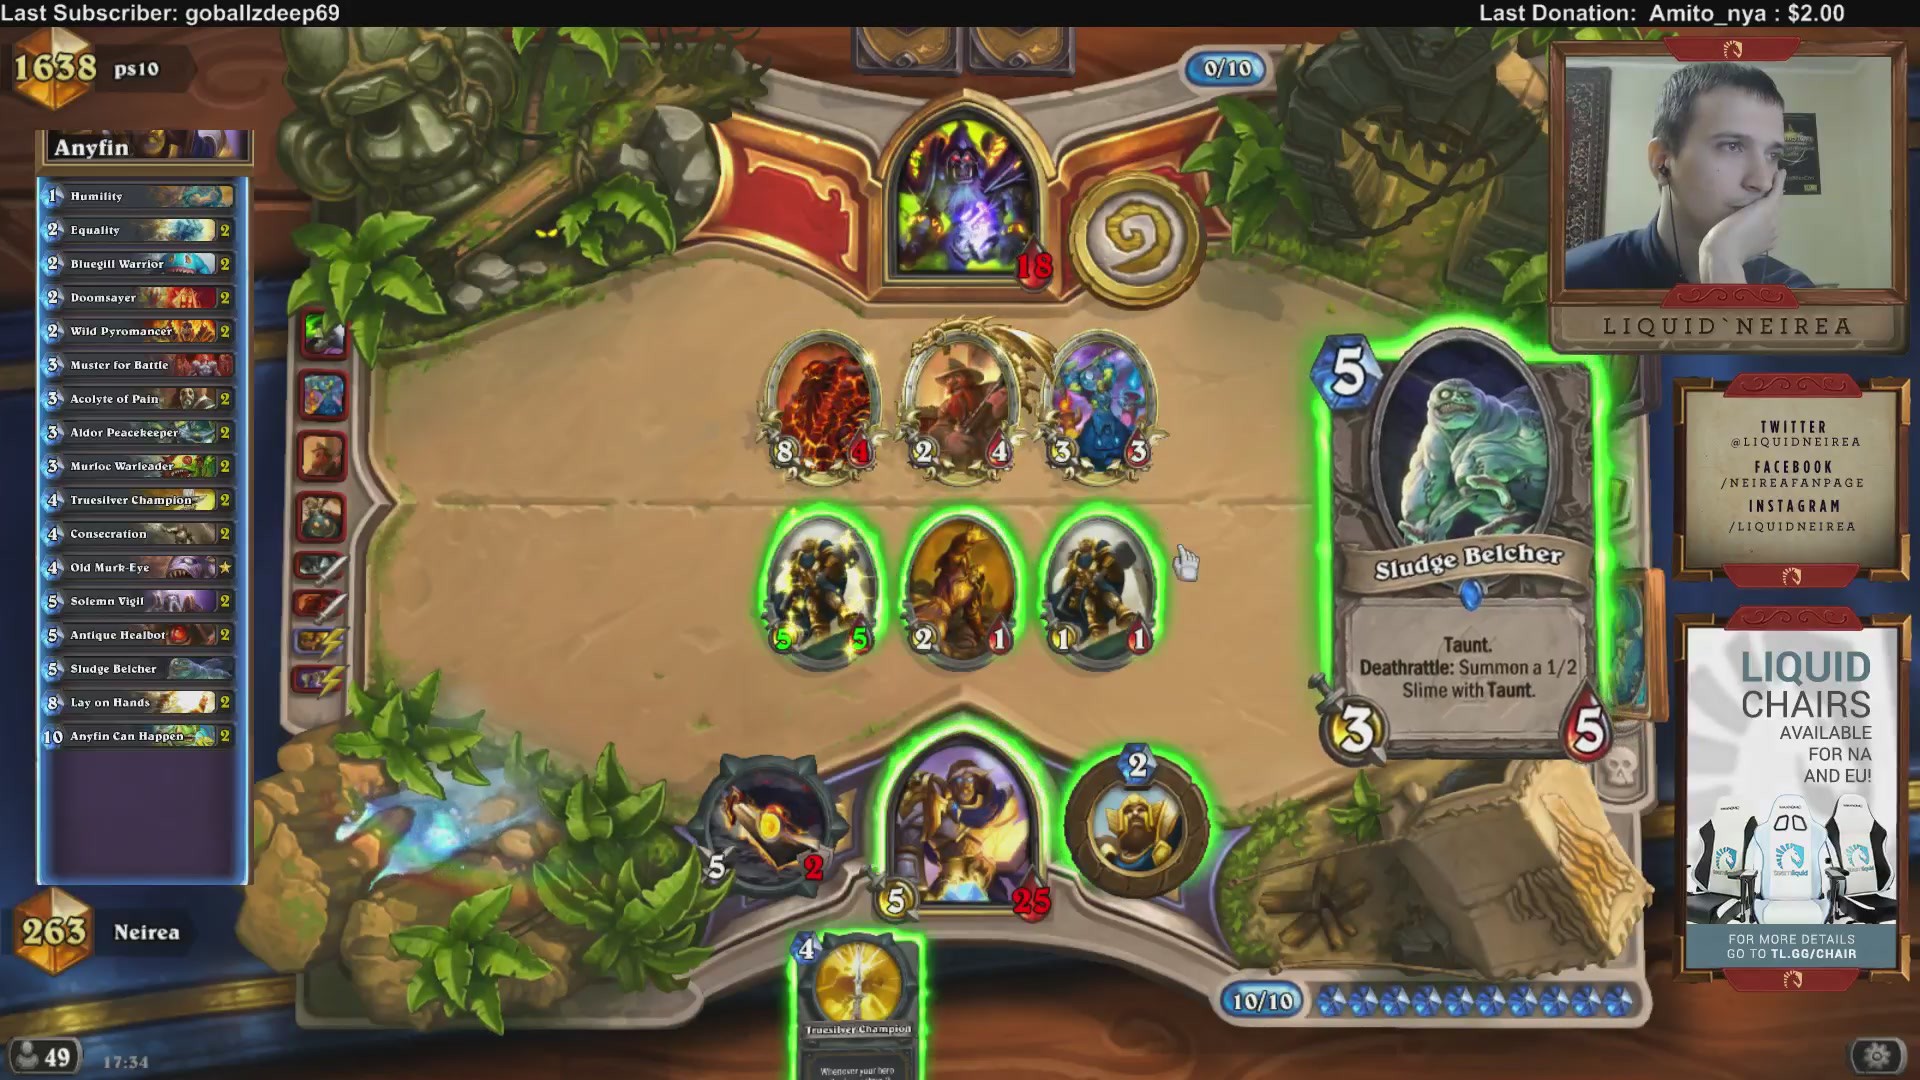 Last Subscriber: goballzdeep69
Last Donation: Amito_nya : $2.00
1638 ps10
0/10
Anyfin
1 Humility
2 Equality 2
2 Bluegill Warrior 2
2 Doomsayer 2
2 Wild Pyromancer 2
3 Muster for Battle 2
3 Acolyte of Pain 2
3 Aldor Peacekeeper 2
3 Murloc Warleader 2
4 Truesilver Champion 2
4 Consecration 2
4 Old Murk-Eye
5 Solemn Vigil 2
5 Antique Healbot 2
5 Sludge Belcher
8 Lay on Hands 2
10 Anyfin Can Happen 2
263 Neirea
49
17:34
18
8 4
2 4
3 3
5 5
2 1
1 1
5 2
5 25
2
5
Sludge Belcher
Taunt.
Deathrattle: Summon a 1/2
Slime with Taunt.
3 5
4
Truesilver Champion
Whenever your hero
10/10
LIQUID`NEIREA
TWITTER
@LIQUIDNEIREA
FACEBOOK
/NEIREAFANPAGE
INSTAGRAM
/LIQUIDNEIREA
LIQUID
CHAIRS
AVAILABLE
FOR NA
AND EU!
FOR MORE DETAILS
GO TO TL.GG/CHAIR